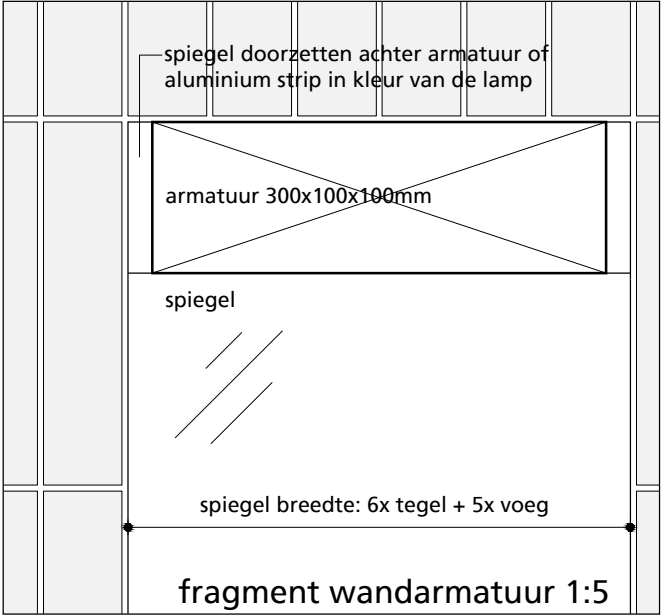 spiegel doorzetten achter armatuur of
aluminium strip in kleur van de lamp
armatuur 300x100x100mm
spiegel
spiegel breedte: 6x tegel + 5x voeg
fragment wandarmatuur 1:5